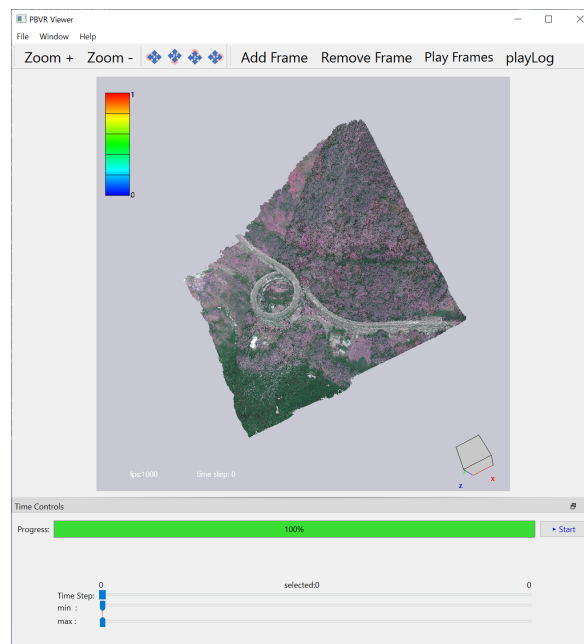 PBVR Viewer
File Window Help
Zoom + Zoom - Add Frame Remove Frame Play Frames playLog
1
0
fps:1000 time step: 0
z x
Time Controls
Progress: 100% Start
0 selected:0 0
Time Step:
min :
max :